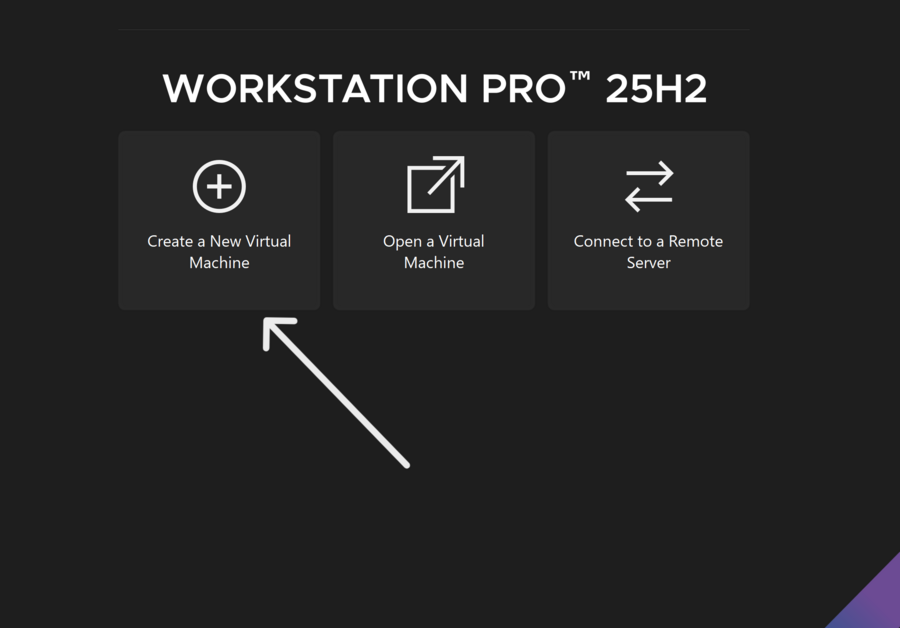 WORKSTATION PRO™ 25H2
Create a New Virtual
Machine
Open a Virtual
Machine
Connect to a Remote
Server